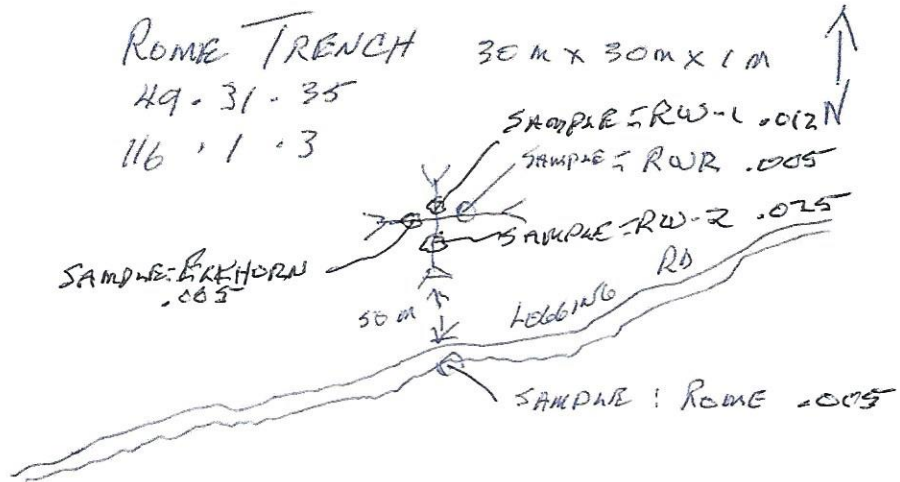 ROME TRENCH 30m x 30m x 1m
49 . 31 . 35
116 . 1 . 3
N
SAMPLE = RW-1 .012
SAMPLE = RWR .005
SAMPLE = RW-2 .025
SAMPLE = ELKHORN
.005
50 m
LOGGING RD
SAMPLE : ROME .005